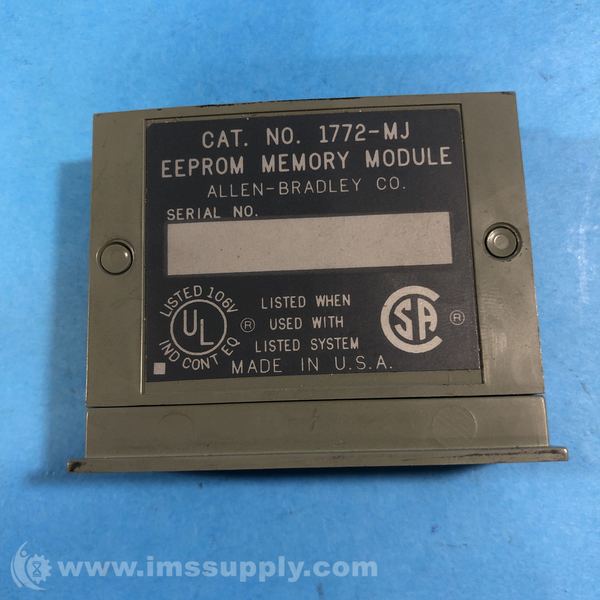 CAT. NO. 1772-MJ
EEPROM MEMORY MODULE
ALLEN-BRADLEY CO.
SERIAL NO.
LISTED 106V
UL
IND CONT EQ
®
LISTED WHEN
USED WITH
LISTED SYSTEM
CSA
®
MADE IN U.S.A.
www.imssupply.com